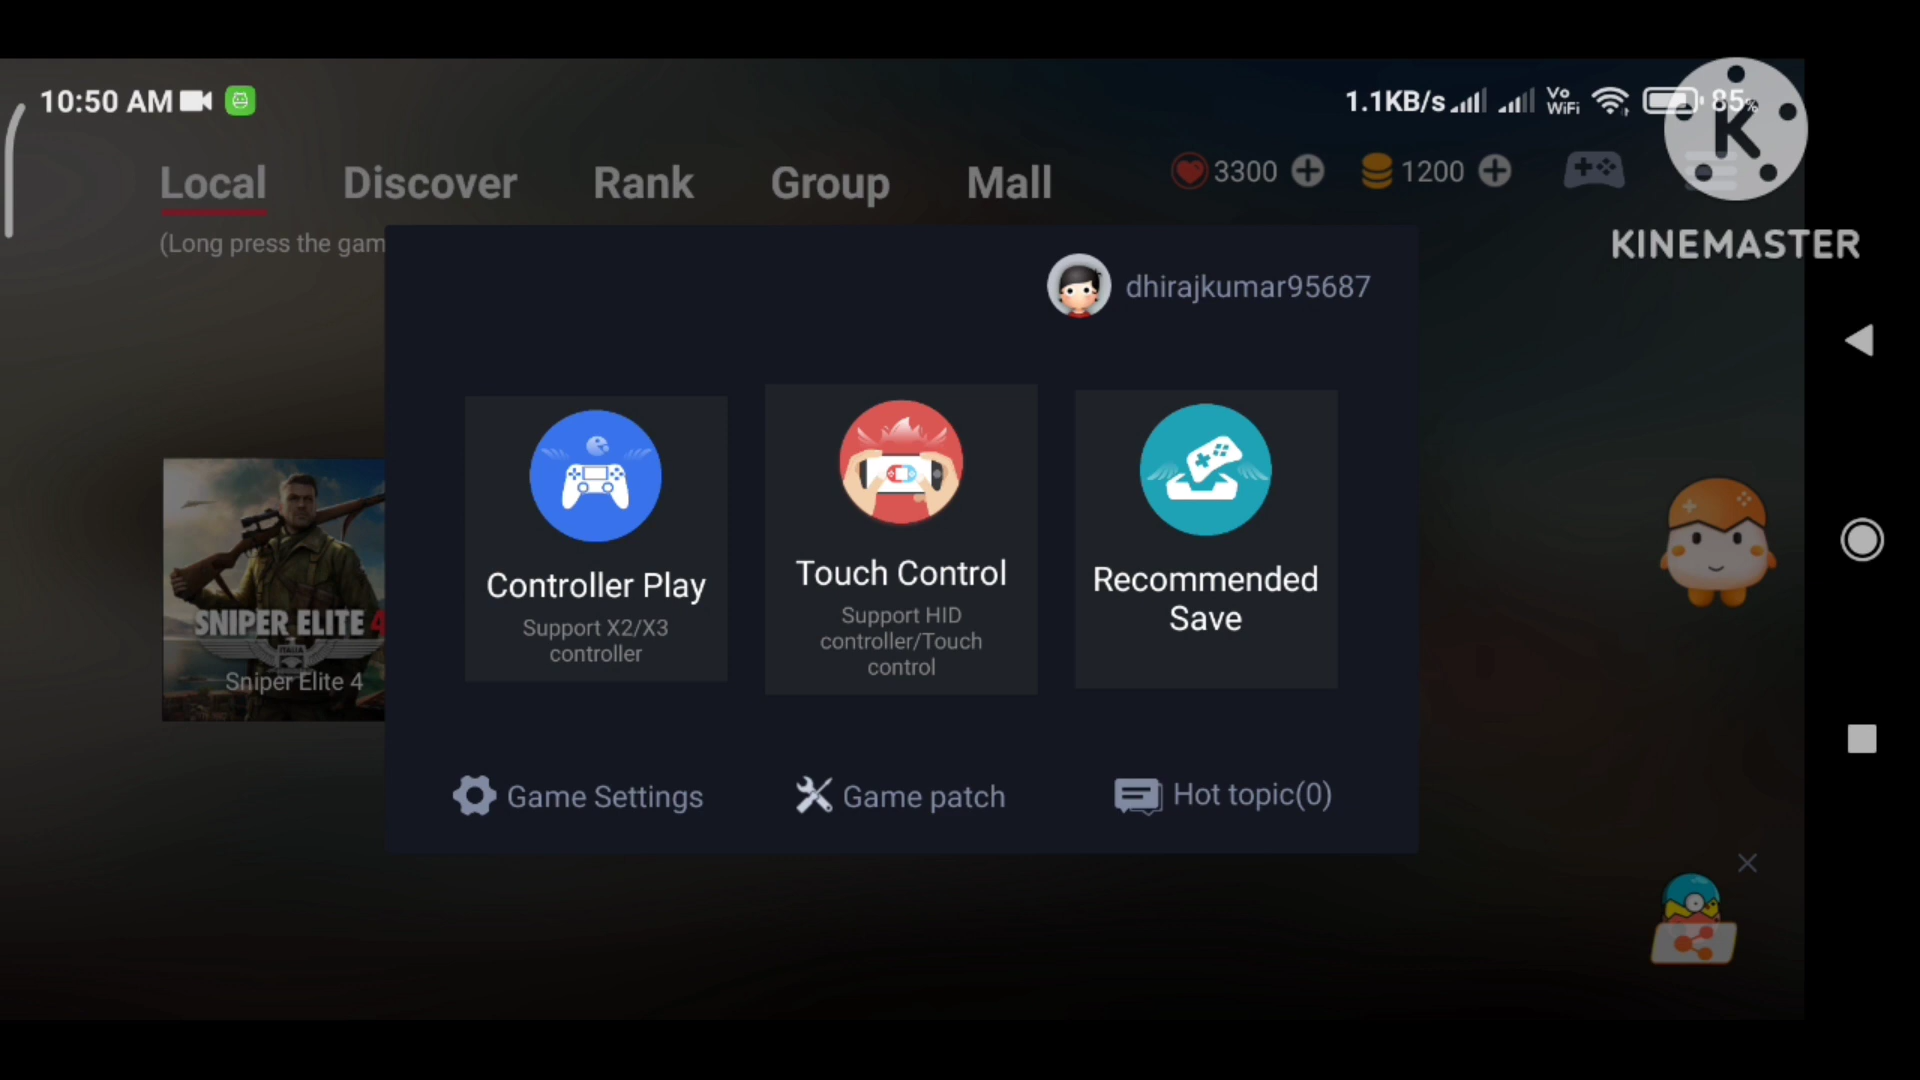 10:50 AM
1.1KB/s Vo WiFi 85%
K
KINEMASTER
Local Discover Rank Group Mall 3300 1200
(Long press the gam
dhirajkumar95687
SNIPER ELITE 4
ITALIA
Sniper Elite 4
Controller Play
Support X2/X3
controller
Touch Control
Support HID
controller/Touch
control
Recommended
Save
Game Settings
Game patch
Hot topic(0)